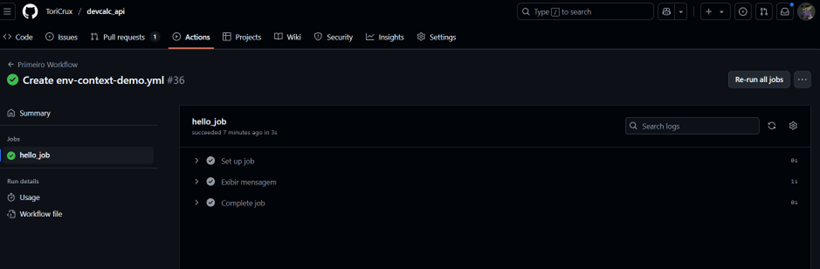 ToriCrux / devcalc_api
Type / to search
Code Issues Pull requests 1 Actions Projects Wiki Security Insights Settings
← Primeiro Workflow
Create env-context-demo.yml #36
Re-run all jobs
Summary
Jobs
hello_job
Run details
Usage
Workflow file
hello_job
succeeded 7 minutes ago in 3s
Search logs
Set up job 0s
Exibir mensagem 1s
Complete job 0s